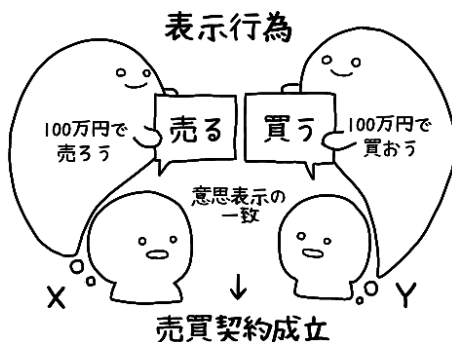 表示行為
100万円で
売ろう
売る
買う
100万円で
買おう
意思表示の
一致
X
↓
Y
売買契約成立